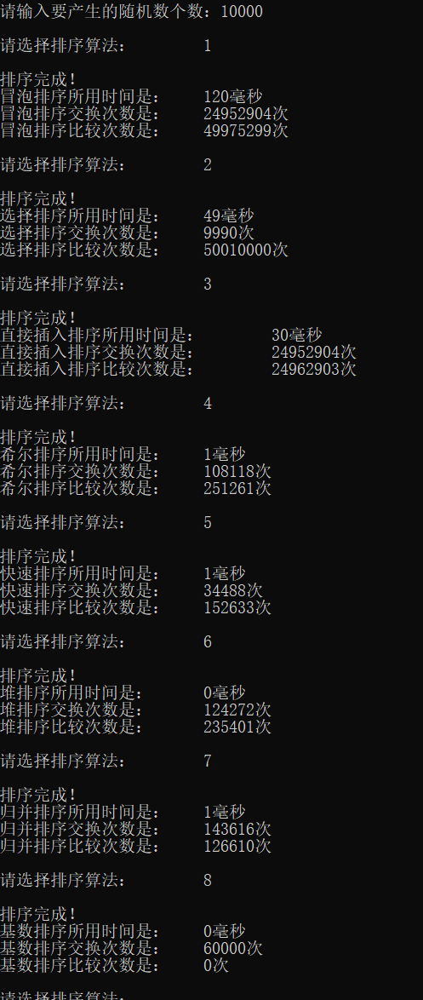 请输入要产生的随机数个数：10000
请选择排序算法： 1
排序完成！
冒泡排序所用时间是： 120毫秒
冒泡排序交换次数是： 24952904次
冒泡排序比较次数是： 49975299次
请选择排序算法： 2
排序完成！
选择排序所用时间是： 49毫秒
选择排序交换次数是： 9990次
选择排序比较次数是： 50010000次
请选择排序算法： 3
排序完成！
直接插入排序所用时间是： 30毫秒
直接插入排序交换次数是： 24952904次
直接插入排序比较次数是： 24962903次
请选择排序算法： 4
排序完成！
希尔排序所用时间是： 1毫秒
希尔排序交换次数是： 108118次
希尔排序比较次数是： 251261次
请选择排序算法： 5
排序完成！
快速排序所用时间是： 1毫秒
快速排序交换次数是： 34488次
快速排序比较次数是： 152633次
请选择排序算法： 6
排序完成！
堆排序所用时间是： 0毫秒
堆排序交换次数是： 124272次
堆排序比较次数是： 235401次
请选择排序算法： 7
排序完成！
归并排序所用时间是： 1毫秒
归并排序交换次数是： 143616次
归并排序比较次数是： 126610次
请选择排序算法： 8
排序完成！
基数排序所用时间是： 0毫秒
基数排序交换次数是： 60000次
基数排序比较次数是： 0次
请选择排序算法：